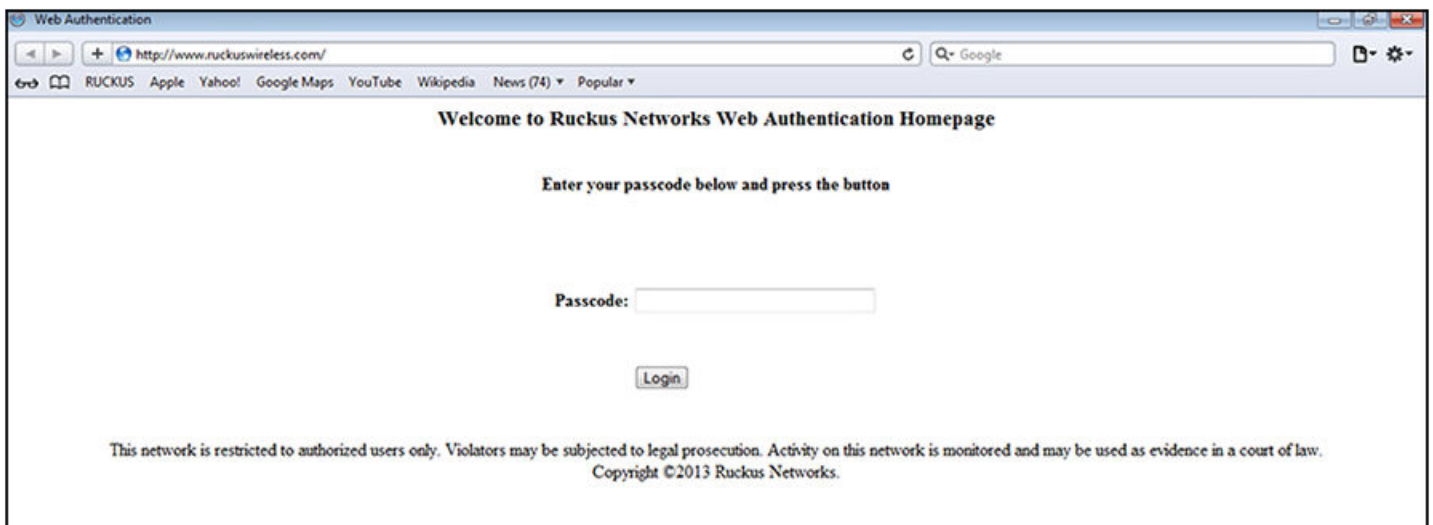 Web Authentication
http://www.ruckuswireless.com/
Google
RUCKUS Apple Yahoo! Google Maps YouTube Wikipedia News (74) Popular
Welcome to Ruckus Networks Web Authentication Homepage
Enter your passcode below and press the button
Passcode:
Login
This network is restricted to authorized users only. Violators may be subjected to legal prosecution. Activity on this network is monitored and may be used as evidence in a court of law.
Copyright ©2013 Ruckus Networks.